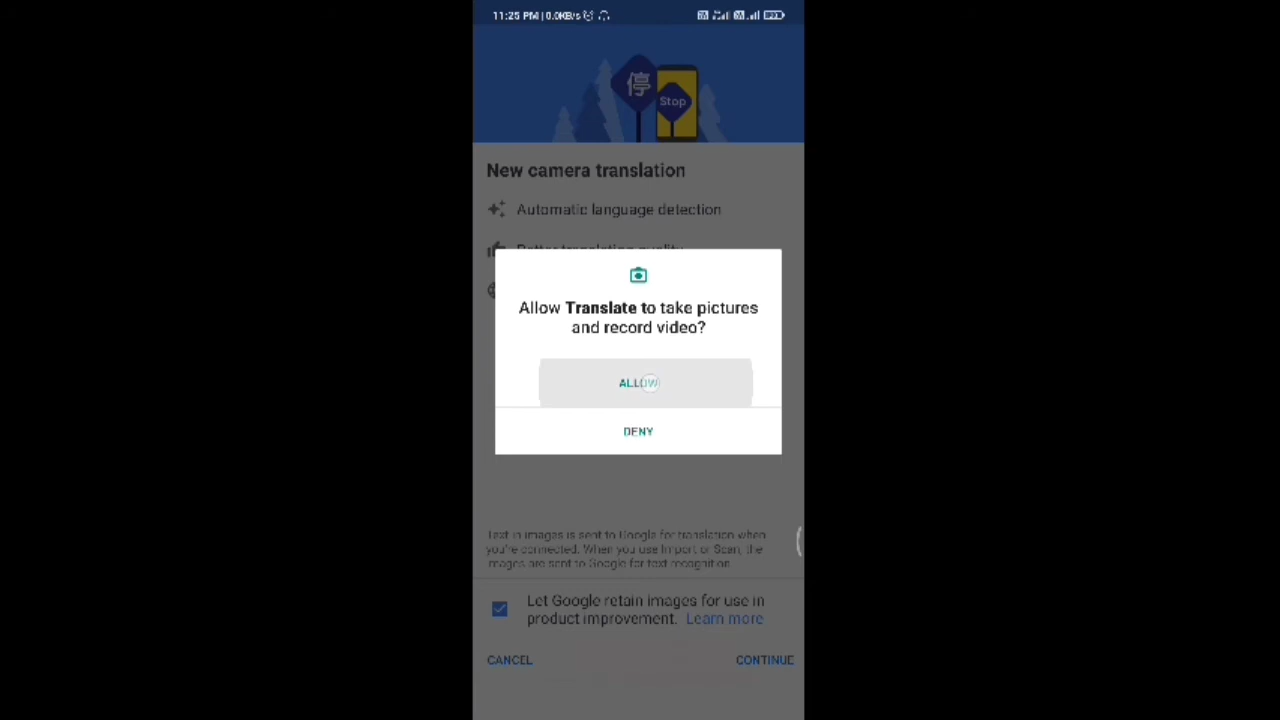 11:25 PM | 0.0KB/s
停
Stop
New camera translation
Automatic language detection
Better translation quality
Allow Translate to take pictures
and record video?
ALLOW
DENY
Text in images is sent to Google for translation when
you're connected. When you use Import or Scan, the
images are sent to Google for text recognition.
Let Google retain images for use in
product improvement. Learn more
CANCEL
CONTINUE